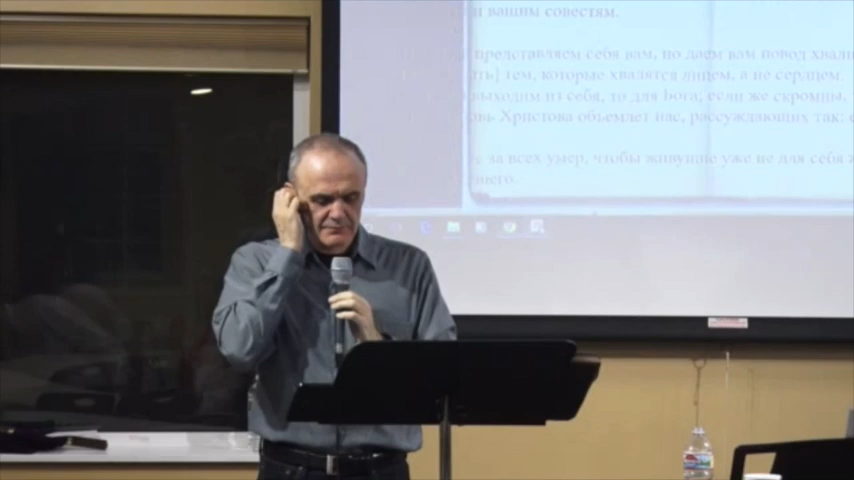 и вашим совестям.
представляем себя вам, но даем вам повод
тем, которые хвалятся лицем, а не сердцем.
выходим из себя, то для Бога; если же скромны,
Христова объемлет нас, рассуждающих так:
за всех умер, чтобы живущие уже не для себя